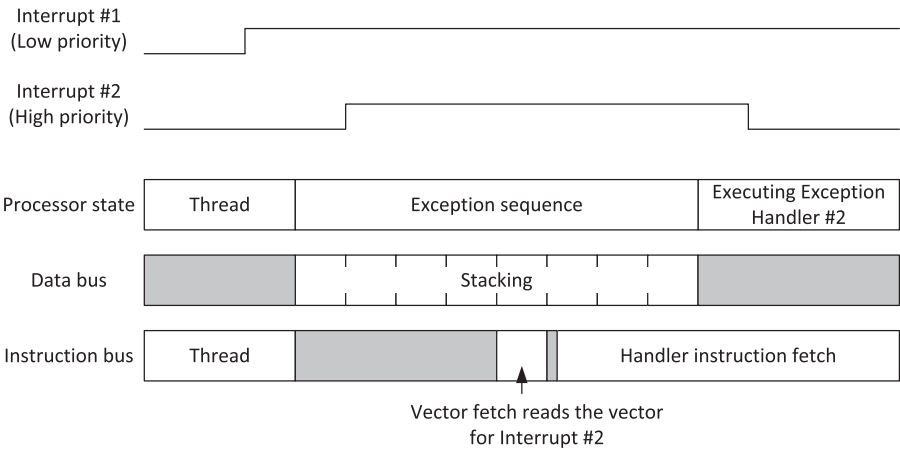 Interrupt #1
(Low priority)
Interrupt #2
(High priority)
Processor state
Thread
Exception sequence
Executing Exception
Handler #2
Data bus
Stacking
Instruction bus
Thread
Handler instruction fetch
Vector fetch reads the vector
for Interrupt #2